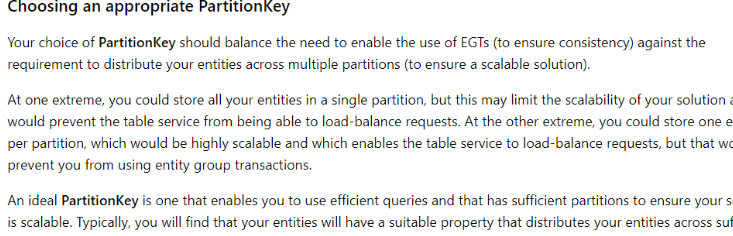 Choosing an appropriate PartitionKey
Your choice of PartitionKey should balance the need to enable the use of EGTs (to ensure consistency) against the
requirement to distribute your entities across multiple partitions (to ensure a scalable solution).
At one extreme, you could store all your entities in a single partition, but this may limit the scalability of your solution
would prevent the table service from being able to load-balance requests. At the other extreme, you could store one
per partition, which would be highly scalable and which enables the table service to load-balance requests, but that
prevent you from using entity group transactions.
An ideal PartitionKey is one that enables you to use efficient queries and that has sufficient partitions to ensure your
is scalable. Typically, you will find that your entities will have a suitable property that distributes your entities across